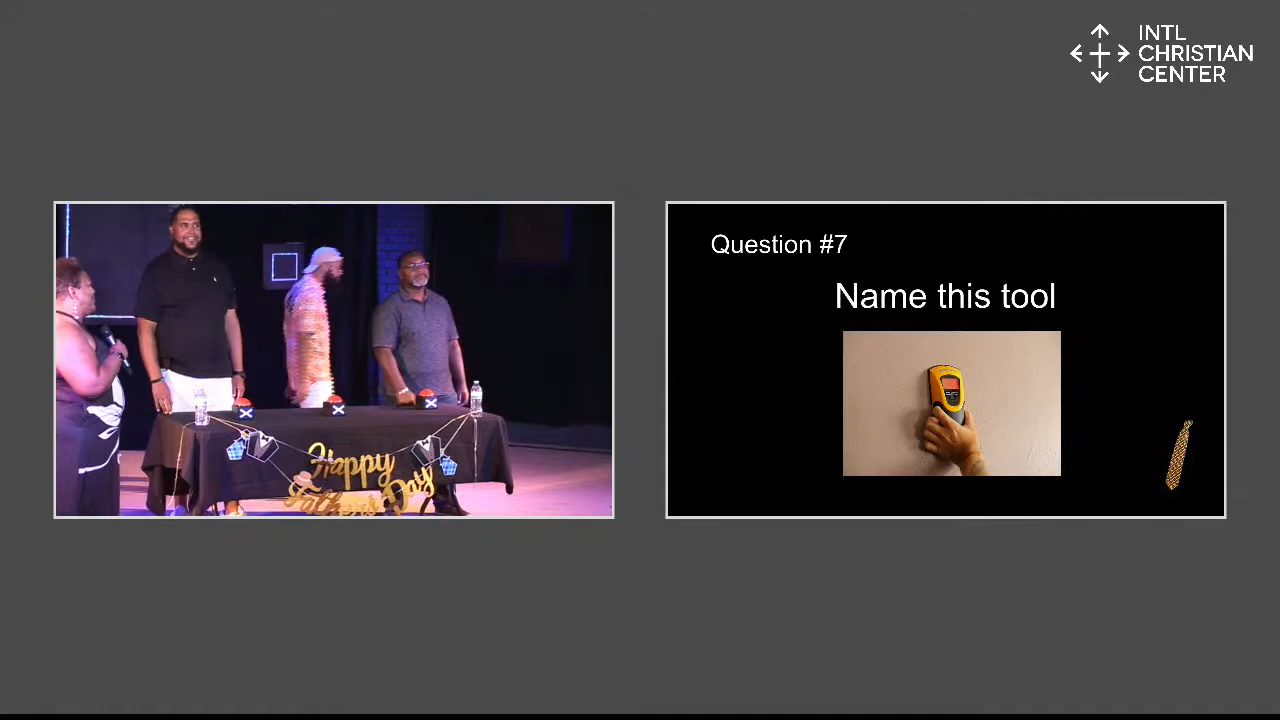 INTL
CHRISTIAN
CENTER
Question #7
Name this tool
Happy
Father's Day